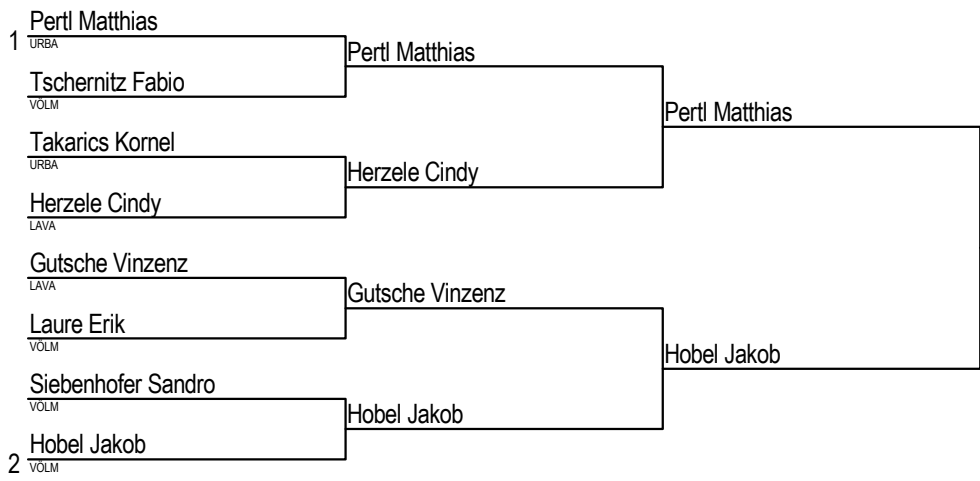 Pertl Matthias
1 URBA
Pertl Matthias
Tschernitz Fabio
VÖLM
Pertl Matthias
Takarics Kornel
URBA
Herzele Cindy
Herzele Cindy
LAVA
Gutsche Vinzenz
LAVA
Gutsche Vinzenz
Laure Erik
VÖLM
Hobel Jakob
Siebenhofer Sandro
VÖLM
Hobel Jakob
Hobel Jakob
2 VÖLM